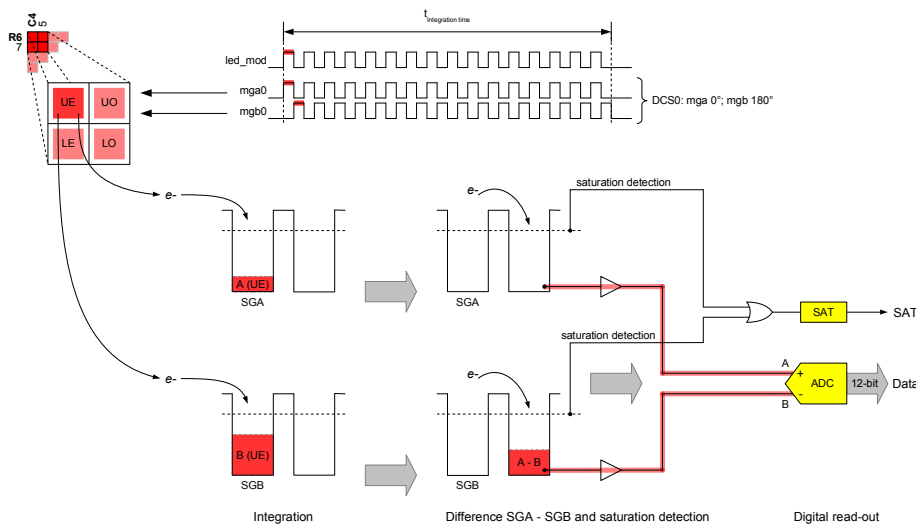 t integration time
C4
5
R6
7
led_mod
mga0
mgb0
DCS0: mga 0°; mgb 180°
UE
UO
LE
LO
e-
e-
saturation detection
A (UE)
SGA
SGA
SAT
SAT
saturation detection
e-
e-
A
+
ADC
12-bit
Data
-
B
B (UE)
A - B
SGB
SGB
Integration
Difference SGA - SGB and saturation detection
Digital read-out